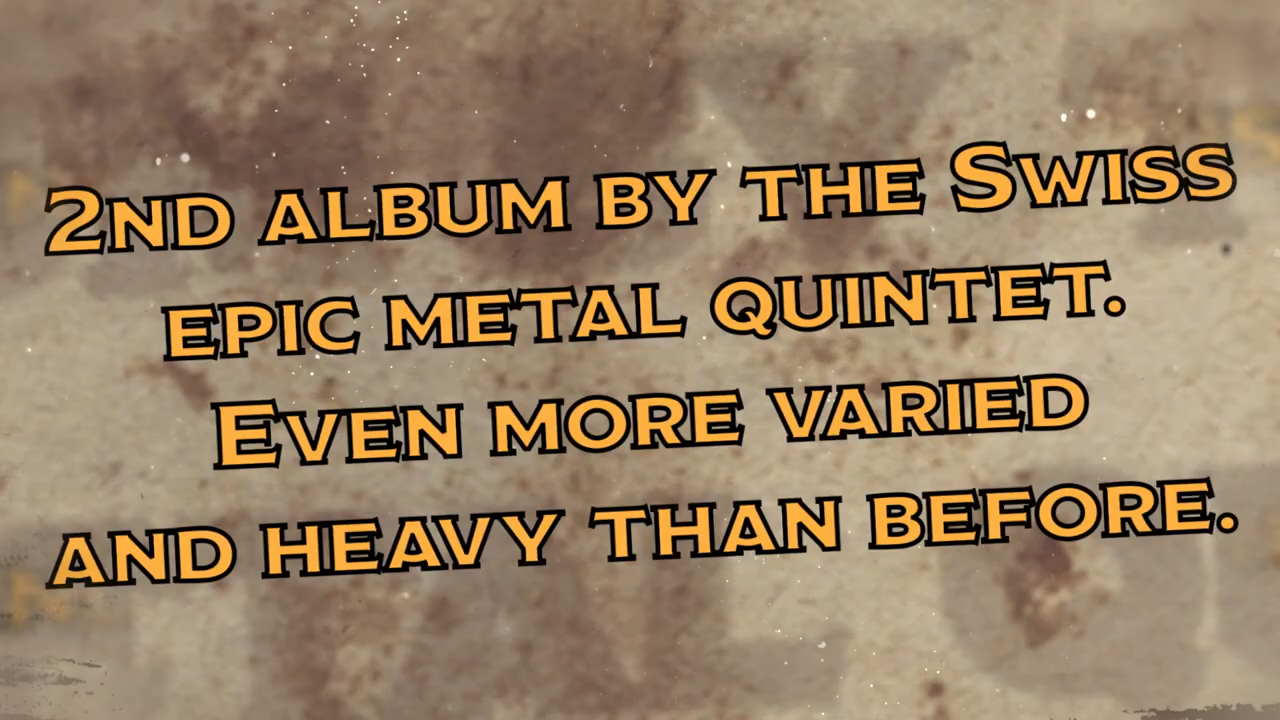 2nd album by the Swiss
epic metal quintet.
Even more varied
and heavy than before.